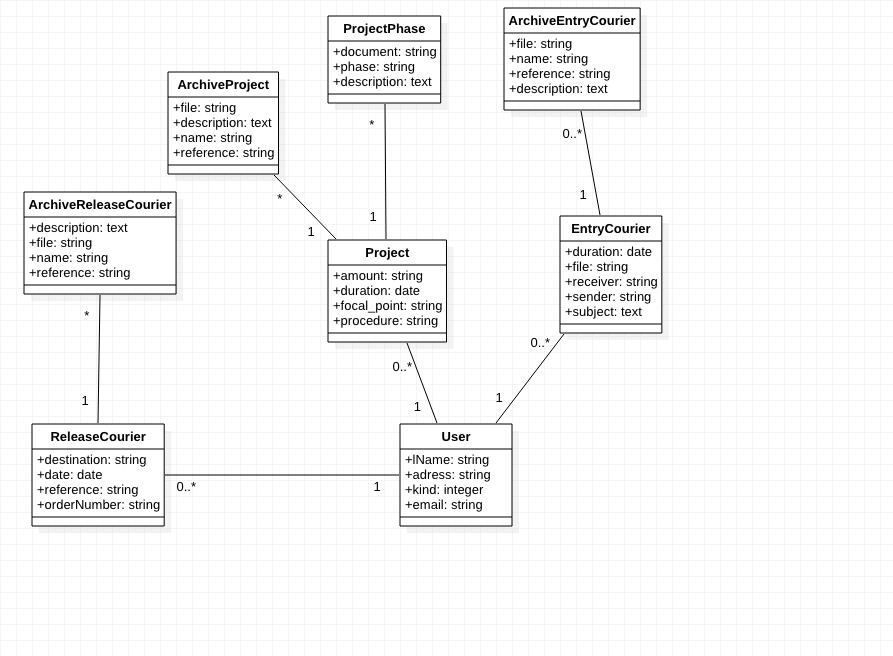 ArchiveEntryCourier
+file: string
+name: string
+reference: string
+description: text
ProjectPhase
+document: string
+phase: string
+description: text
ArchiveProject
+file: string
+description: text
+name: string
+reference: string
*
0..*
ArchiveReleaseCourier
+description: text
+file: string
+name: string
+reference: string
*
1
1
1
EntryCourier
+duration: date
+file: string
+receiver: string
+sender: string
+subject: text
Project
+amount: string
+duration: date
+focal_point: string
+procedure: string
*
0..*
0..*
1
1
1
ReleaseCourier
+destination: string
+date: date
+reference: string
+orderNumber: string
User
+lName: string
+adress: string
+kind: integer
+email: string
0..*
1